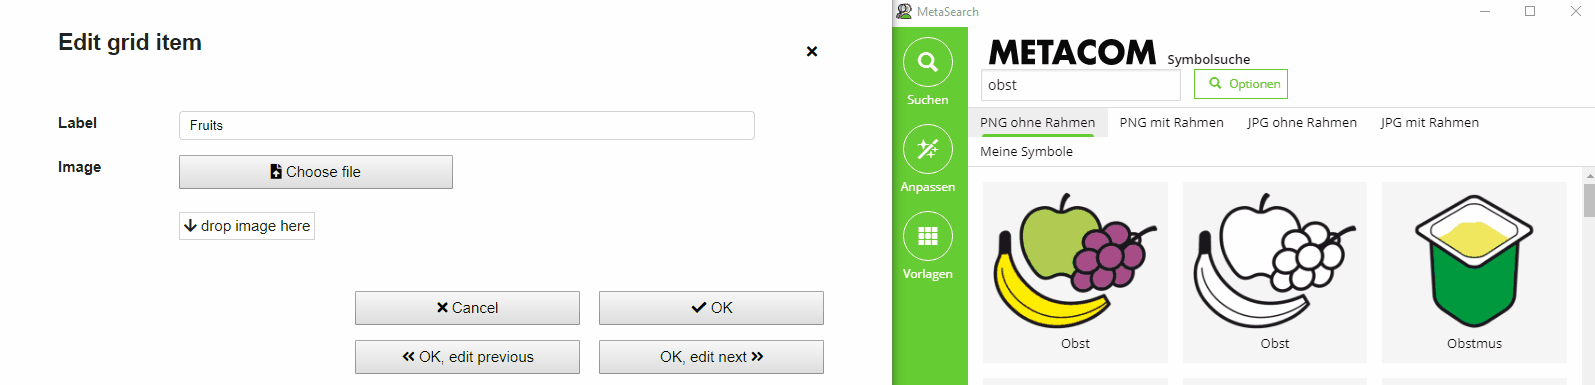 Edit grid item
Label
Fruits
Image
Choose file
drop image here
Cancel
OK
OK, edit previous
OK, edit next
MetaSearch
METACOM Symbolsuche
obst
Optionen
Suchen
Anpassen
Vorlagen
PNG ohne Rahmen PNG mit Rahmen JPG ohne Rahmen JPG mit Rahmen
Meine Symbole
Obst
Obst
Obstmus